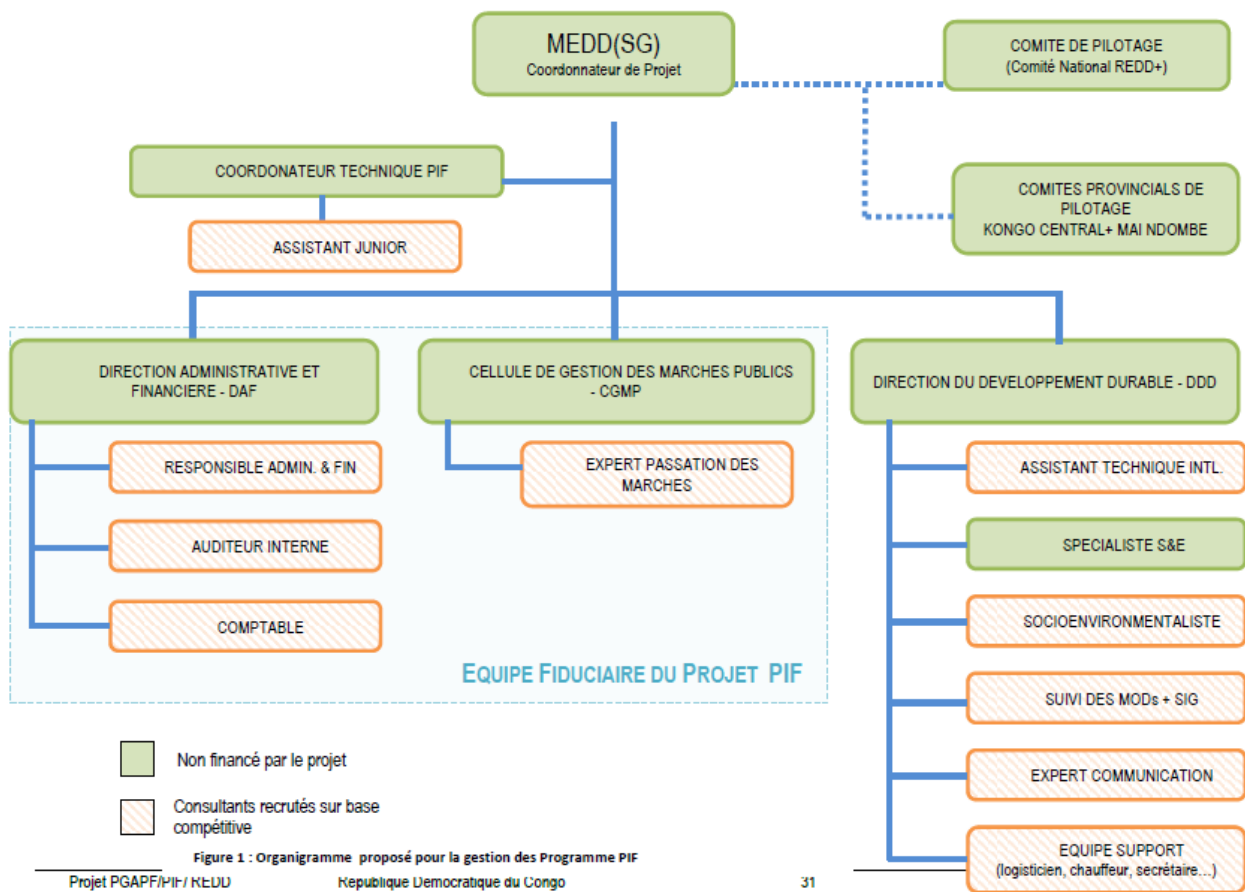 MEDD(SG)
Coordonnateur de Projet
COMITE DE PILOTAGE
(Comité National REDD+)
COORDONATEUR TECHNIQUE PIF
ASSISTANT JUNIOR
COMITES PROVINCIALS DE
PILOTAGE
KONGO CENTRAL+ MAI NDOMBE
DIRECTION ADMINISTRATIVE ET
FINANCIERE - DAF
CELLULE DE GESTION DES MARCHES PUBLICS
- CGMP
DIRECTION DU DEVELOPPEMENT DURABLE - DDD
RESPONSIBLE ADMIN. & FIN
AUDITEUR INTERNE
COMPTABLE
EXPERT PASSATION DES
MARCHES
EQUIPE FIDUCIAIRE DU PROJET PIF
ASSISTANT TECHNIQUE INTL.
SPECIALISTE S&E
SOCIOENVIRONMENTALISTE
SUIVI DES MODs + SIG
EXPERT COMMUNICATION
EQUIPE SUPPORT
(logisticien, chauffeur, secrétaire...)
Non financé par le projet
Consultants recrutés sur base
compétitive
Figure 1 : Organigramme proposé pour la gestion des Programme PIF
Projet PGAPF/PIF/ REDD République Démocratique du Congo 31